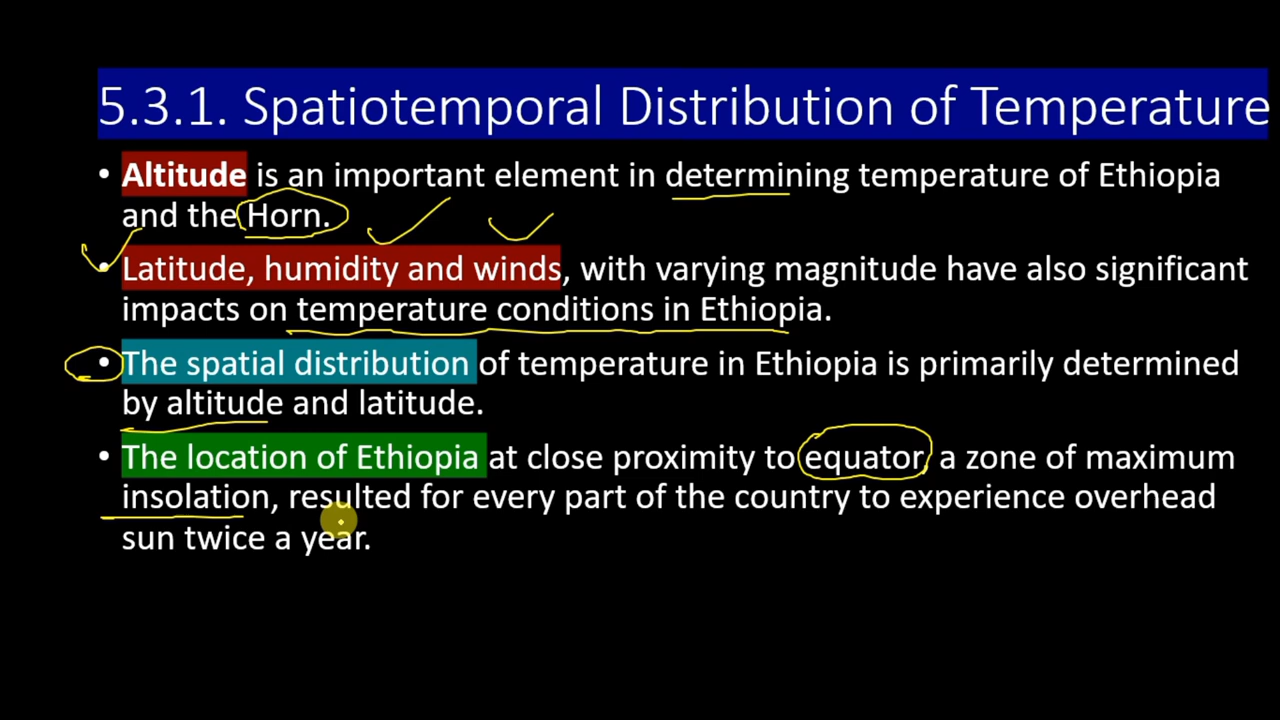 5.3.1. Spatiotemporal Distribution of Temperature
• Altitude is an important element in determining temperature of Ethiopia
and the Horn.
• Latitude, humidity and winds, with varying magnitude have also significant
impacts on temperature conditions in Ethiopia.
• The spatial distribution of temperature in Ethiopia is primarily determined
by altitude and latitude.
• The location of Ethiopia at close proximity to equator, a zone of maximum
insolation, resulted for every part of the country to experience overhead
sun twice a year.